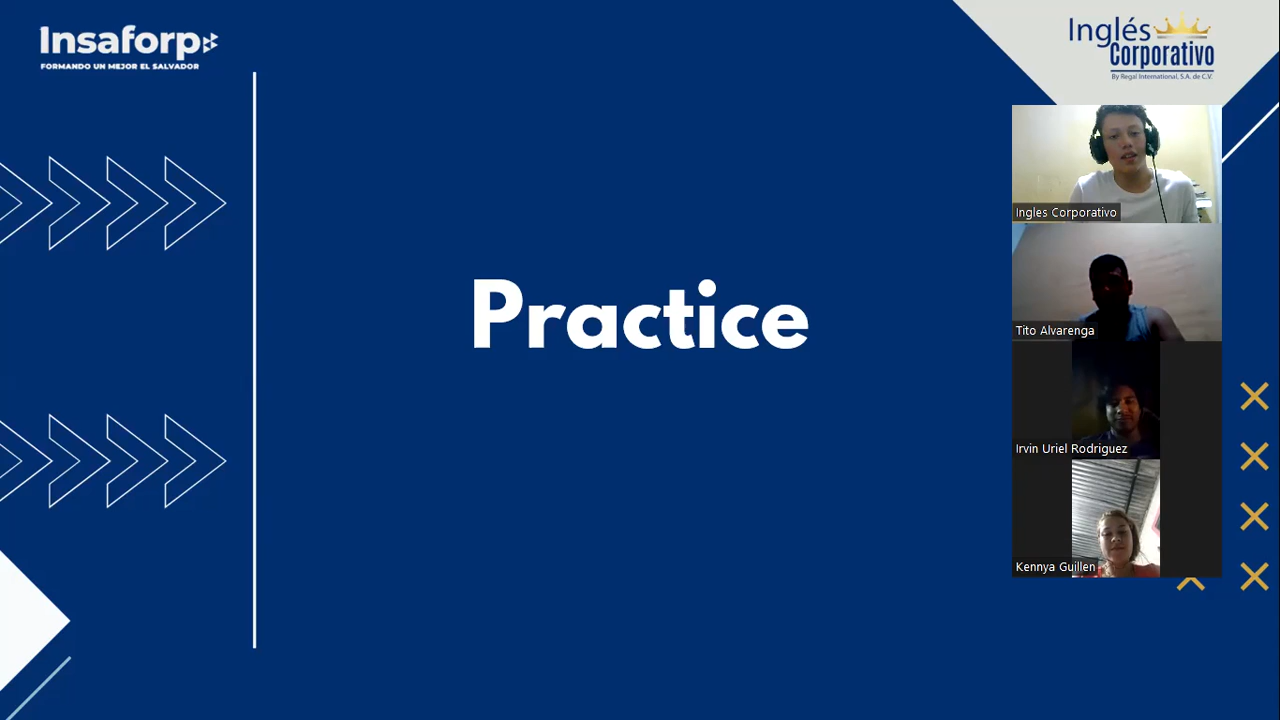 Insaforp
FORMANDO UN MEJOR EL SALVADOR
Inglés
Corporativo
By Regal International, S.A. de C.V.
Practice
Ingles Corporativo
Tito Alvarenga
Irvin Uriel Rodriguez
Kennya Guillen